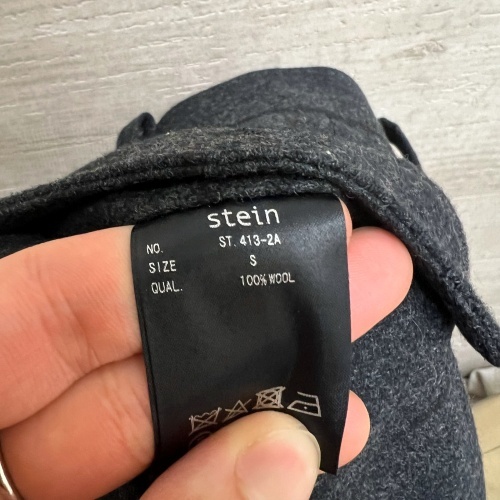 stein
NO. ST.413-2A
SIZE S
QUAL. 100% WOOL